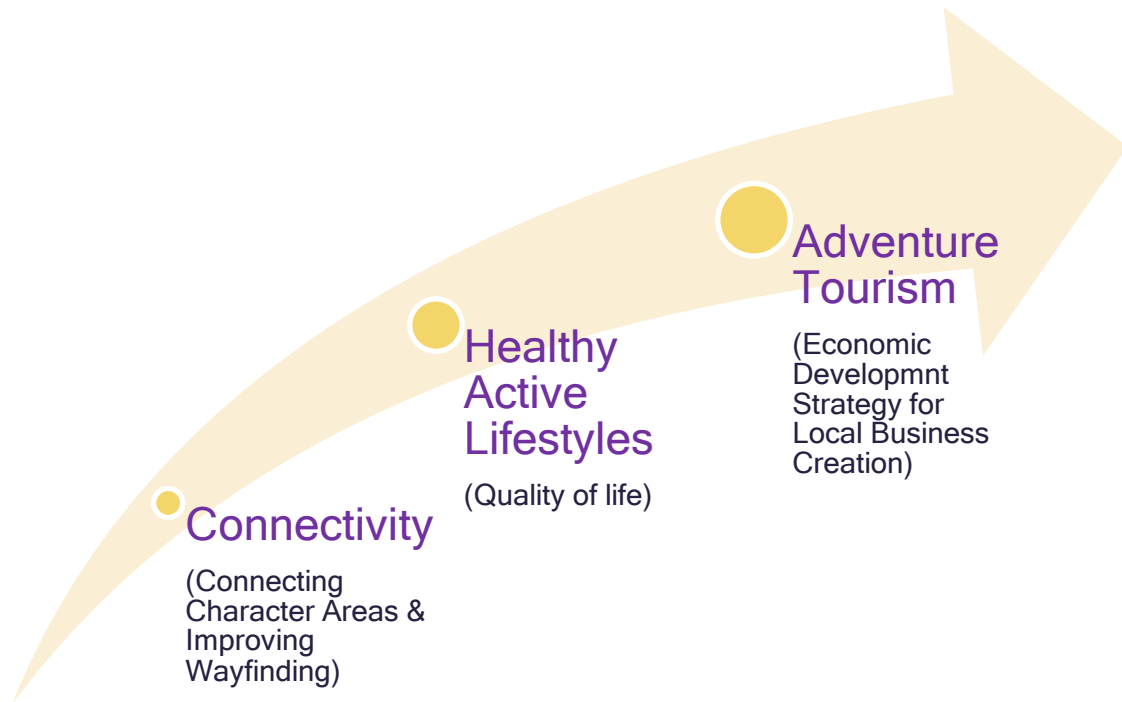 Connectivity
(Connecting
Character Areas &
Improving
Wayfinding)
Healthy
Active
Lifestyles
(Quality of life)
Adventure
Tourism
(Economic
Developmnt
Strategy for
Local Business
Creation)